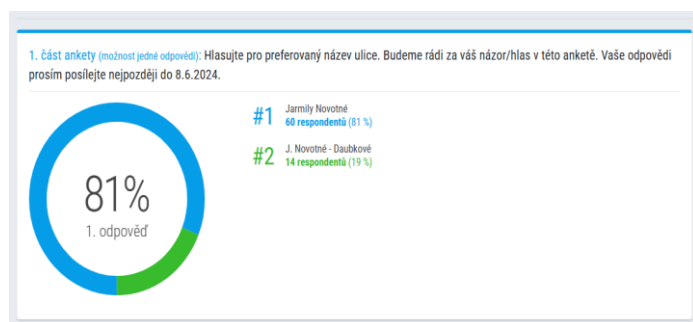 1. část ankety (možnost jedné odpovědi): Hlasujte pro preferovaný název ulice. Budeme rádi za váš názor/hlas v této anketě. Vaše odpovědi
prosím posílejte nejpozději do 8.6.2024.
#1 Jarmily Novotné
60 respondentů (81 %)
#2 J. Novotné - Daubkové
14 respondentů (19 %)
81%
1. odpověď